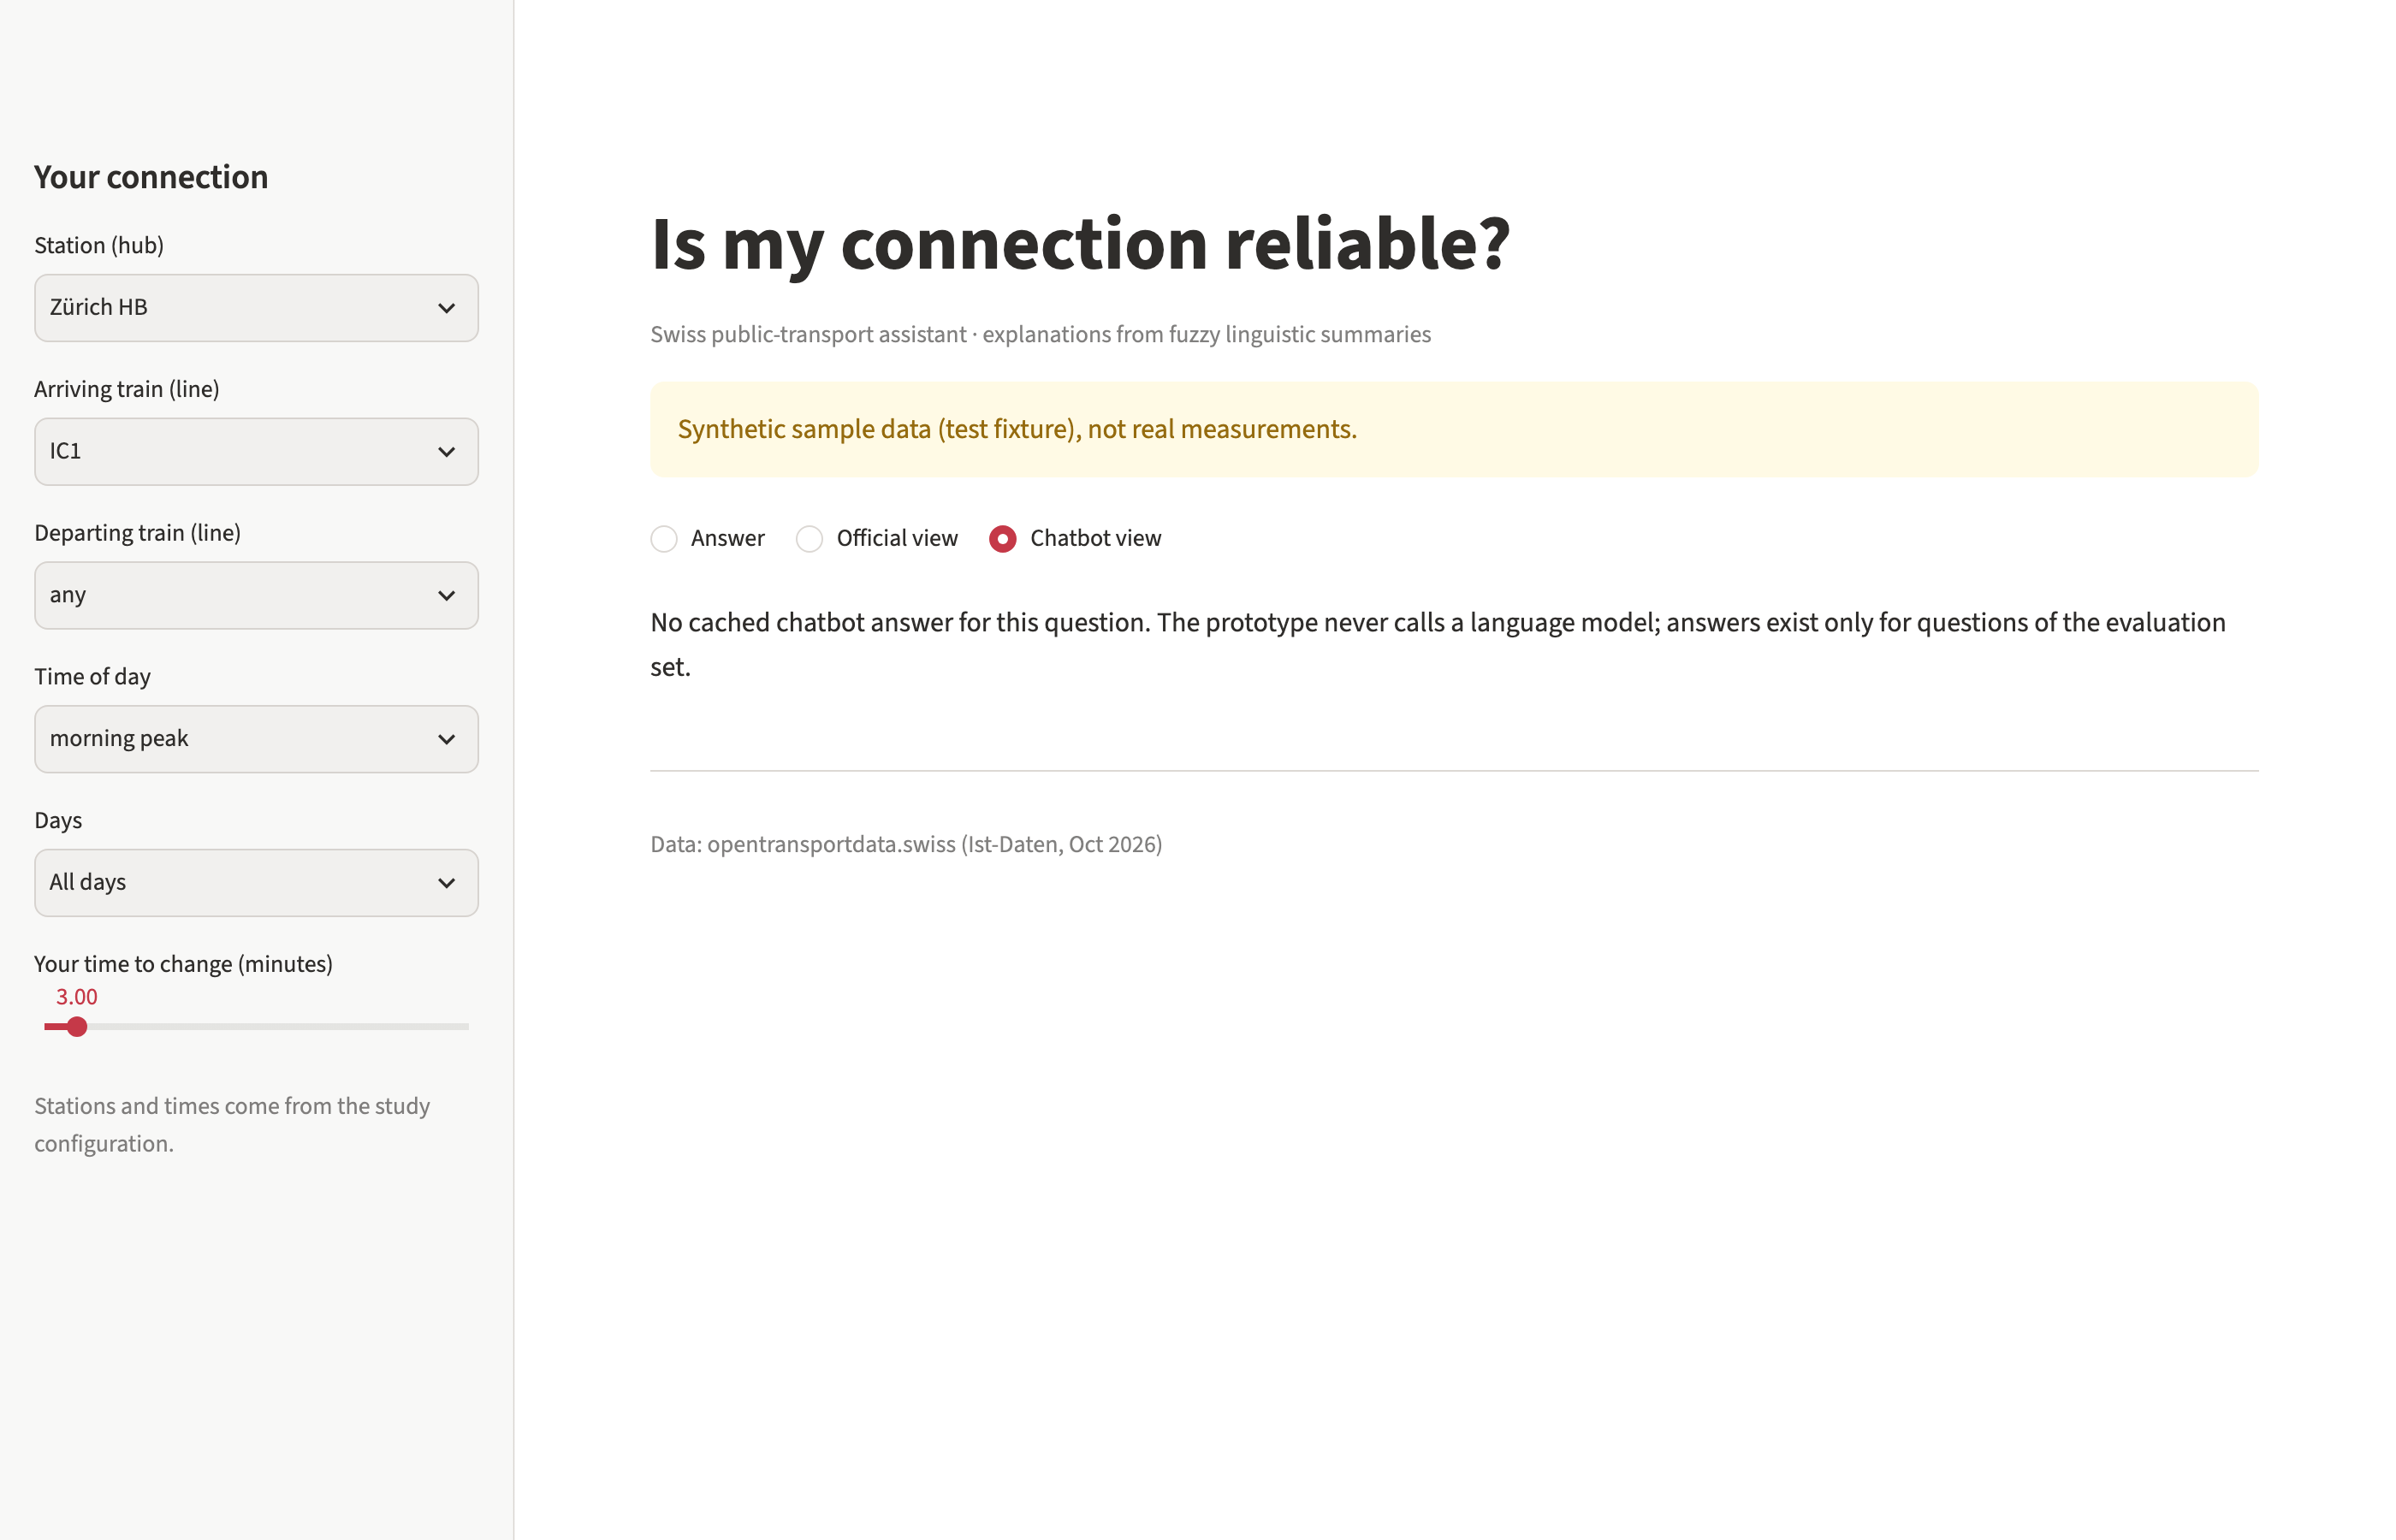 Your connection
Station (hub)
Zürich HB
Arriving train (line)
IC1
Departing train (line)
any
Time of day
morning peak
Days
All days
Your time to change (minutes)
3.00
Stations and times come from the study
configuration.
Is my connection reliable?
Swiss public-transport assistant · explanations from fuzzy linguistic summaries
Synthetic sample data (test fixture), not real measurements.
Answer Official view Chatbot view
No cached chatbot answer for this question. The prototype never calls a language model; answers exist only for questions of the evaluation
set.
Data: opentransportdata.swiss (Ist-Daten, Oct 2026)